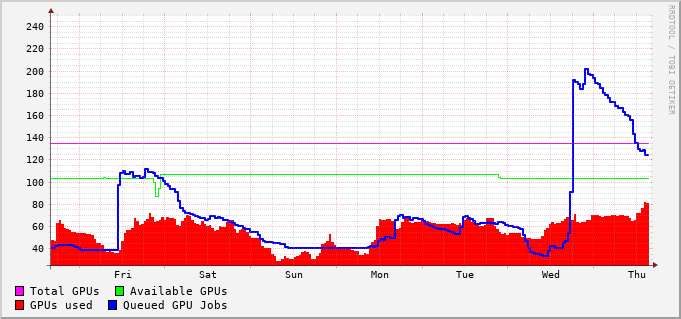 240
220
200
180
160
140
120
100
80
60
40
Fri Sat Sun Mon Tue Wed Thu
Total GPUs Available GPUs
GPUs used Queued GPU Jobs
RRDTOOL / TOBI OETIKER